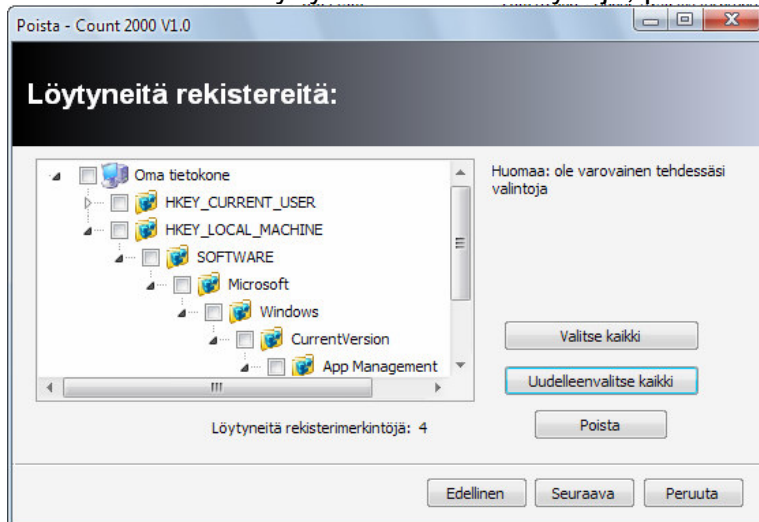 Poista - Count 2000 V1.0
Löytyneitä rekistereitä:
Oma tietokone
HKEY_CURRENT_USER
HKEY_LOCAL_MACHINE
SOFTWARE
Microsoft
Windows
CurrentVersion
App Management
Huomaa: ole varovainen tehdessäsi
valintoja
Valitse kaikki
Uudelleenvalitse kaikki
Löytyneitä rekisterimerkintöjä: 4
Poista
Edellinen
Seuraava
Peruuta